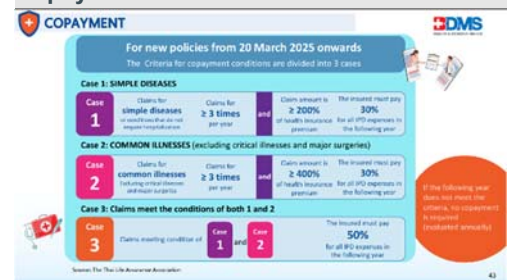 COPAYMENT
BDMS
For new policies from 20 March 2025 onwards
The Criteria for copayment conditions are divided into 3 cases
Case 1: SIMPLE DISEASES
Case
1
Claims for
simple diseases
or conditions that do not
require hospitalization
Claims for
≥ 3 times
per year
and
Claim amount is
≥ 200%
of health insurance
premium
The insured must pay
30%
for all IPD expenses in
the following year
Case 2: COMMON ILLNESSES (excluding critical illnesses and major surgeries)
Case
2
Claims for
common illnesses
Excluding critical illnesses
and major surgeries
Claims for
≥ 3 times
per year
and
Claim amount is
≥ 400%
of health insurance
premium
The insured must pay
30%
for all IPD expenses in
the following year
Case 3: Claims meet the conditions of both 1 and 2
Case
3
Claims meeting condition of
Case
1
and
Case
2
The insured must pay
50%
for all IPD expenses in
the following year
If the following year
does not meet the
criteria, no copayment
is required
(evaluated annually)
Source: The Thai Life Assurance Association
43